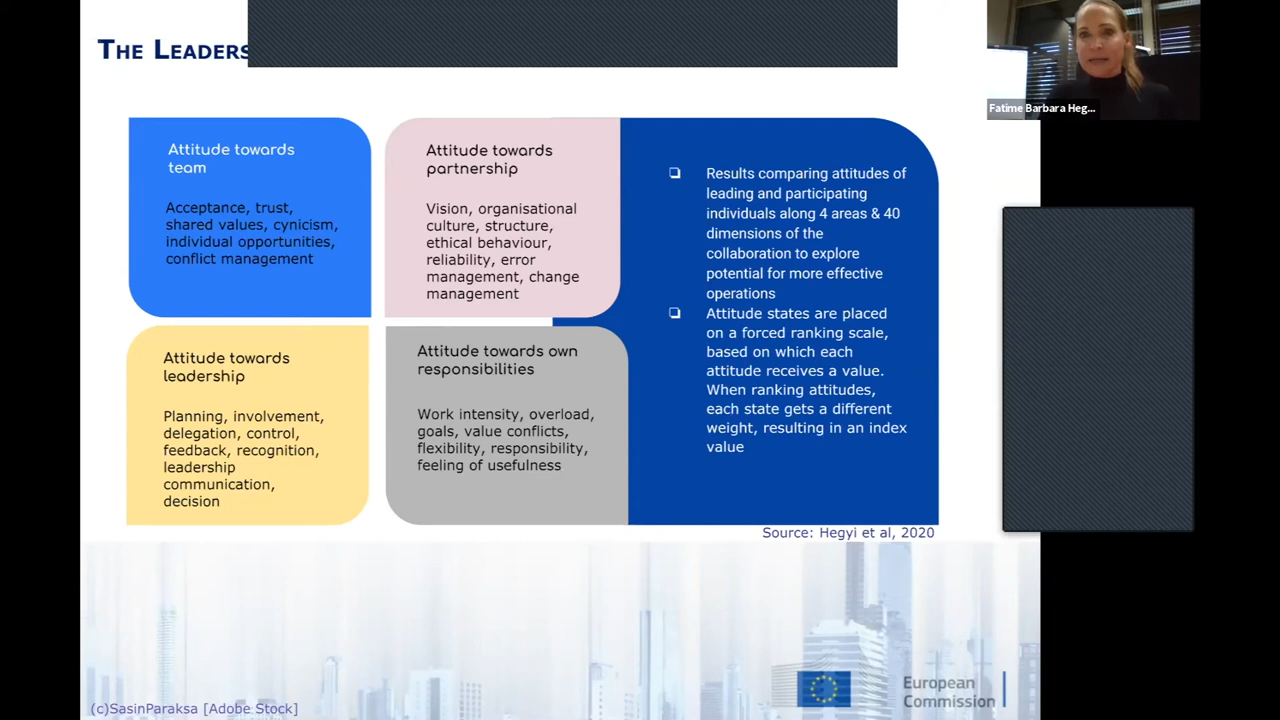 THE LEADERS
Fatime Barbara Heg...
Attitude towards
team
Acceptance, trust,
shared values, cynicism,
individual opportunities,
conflict management
Attitude towards
partnership
Vision, organisational
culture, structure,
ethical behaviour,
reliability, error
management, change
management
Attitude towards
leadership
Planning, involvement,
delegation, control,
feedback, recognition,
leadership
communication,
decision
Attitude towards own
responsibilities
Work intensity, overload,
goals, value conflicts,
flexibility, responsibility,
feeling of usefulness
❏ Results comparing attitudes of
leading and participating
individuals along 4 areas & 40
dimensions of the
collaboration to explore
potential for more effective
operations
❏ Attitude states are placed
on a forced ranking scale,
based on which each
attitude receives a value.
When ranking attitudes,
each state gets a different
weight, resulting in an index
value
Source: Hegyi et al, 2020
European
Commission
(c)SasinParaksa [Adobe Stock]